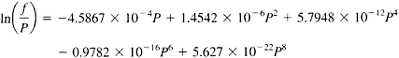 ln(f/P) = −4.5867 × 10⁻⁴P + 1.4542 × 10⁻⁶P² + 5.7948 × 10⁻¹²P⁴
− 0.9782 × 10⁻¹⁶P⁶ + 5.627 × 10⁻²²P⁸